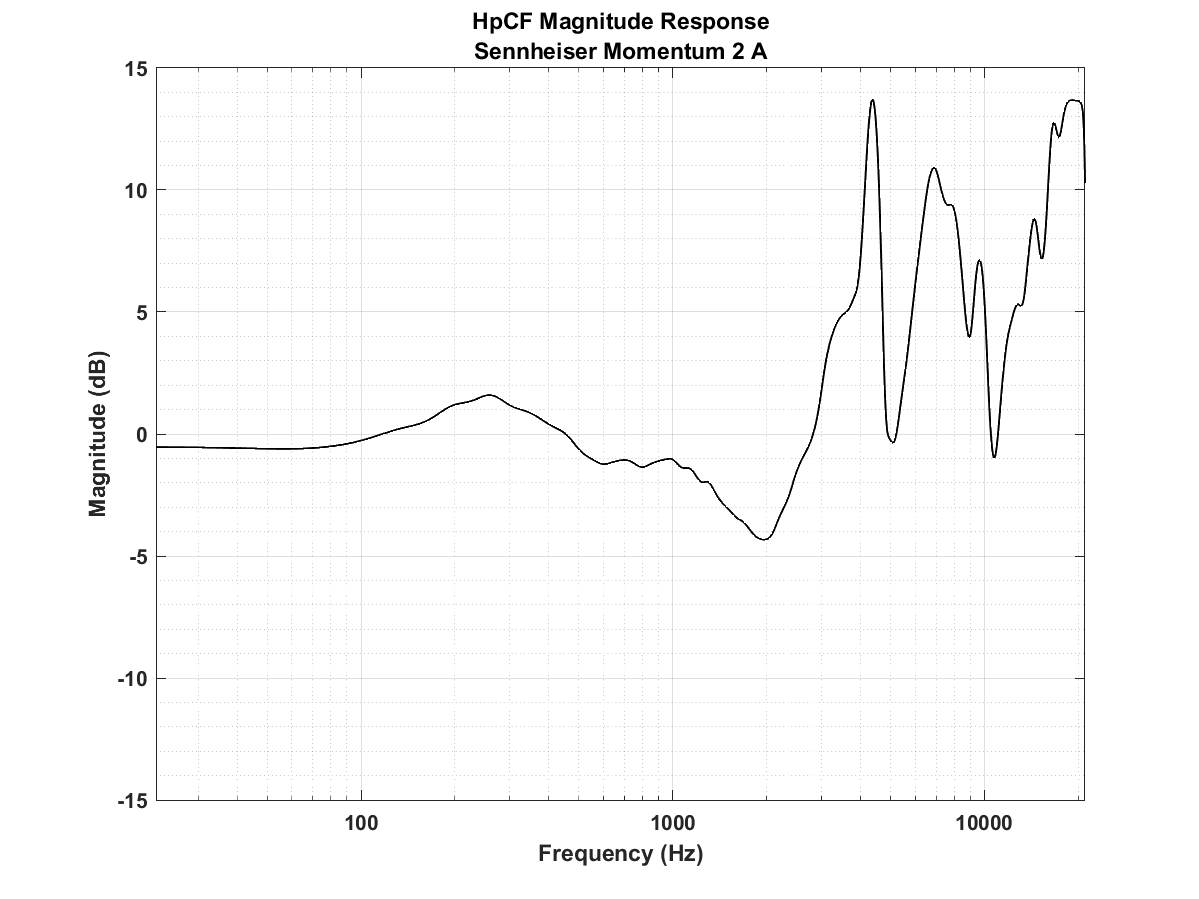 HpCF Magnitude Response
Sennheiser Momentum 2 A
15
10
5
0
-5
-10
-15
Magnitude (dB)
100
1000
10000
Frequency (Hz)